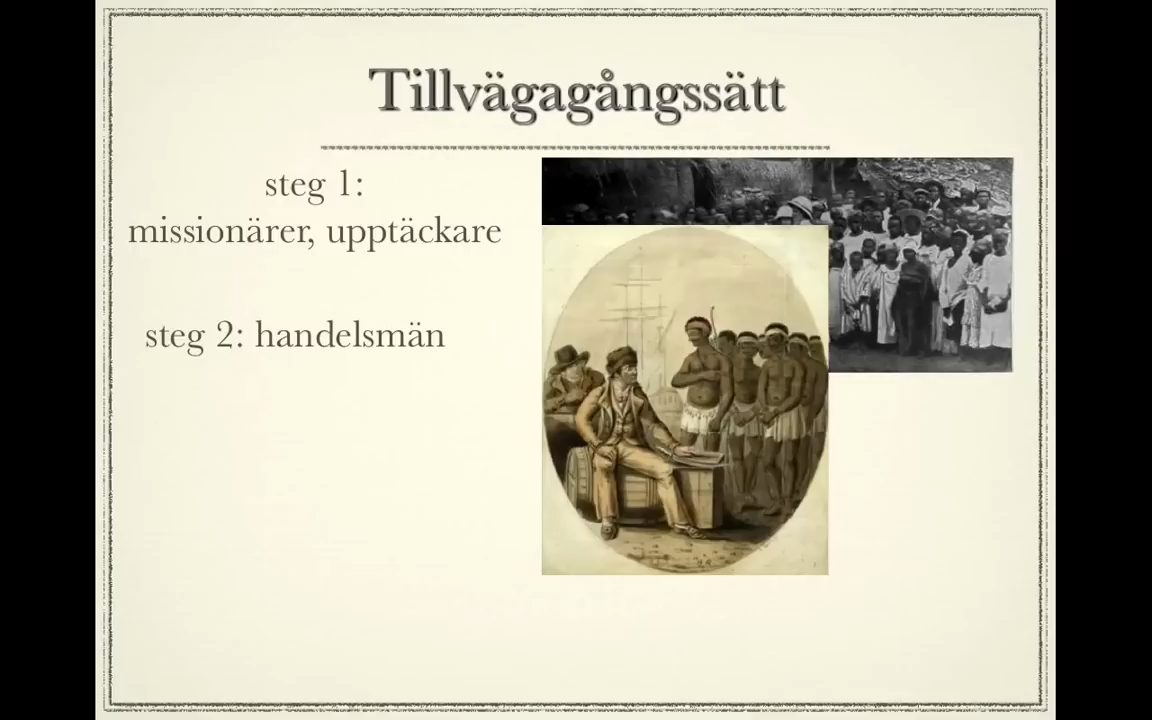 Tillvägagångssätt
steg 1:
missionärer, upptäckare
steg 2: handelsmän